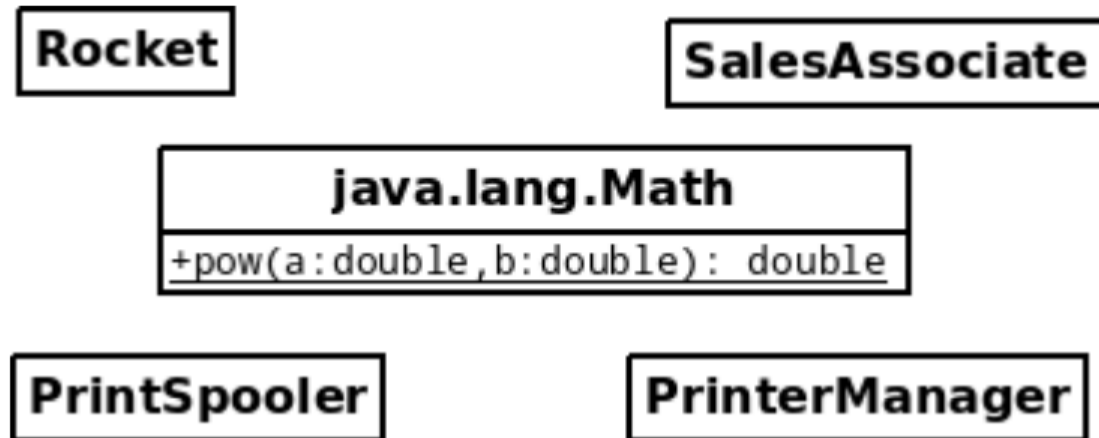 Rocket
SalesAssociate
java.lang.Math
+pow(a:double,b:double): double
PrintSpooler
PrinterManager